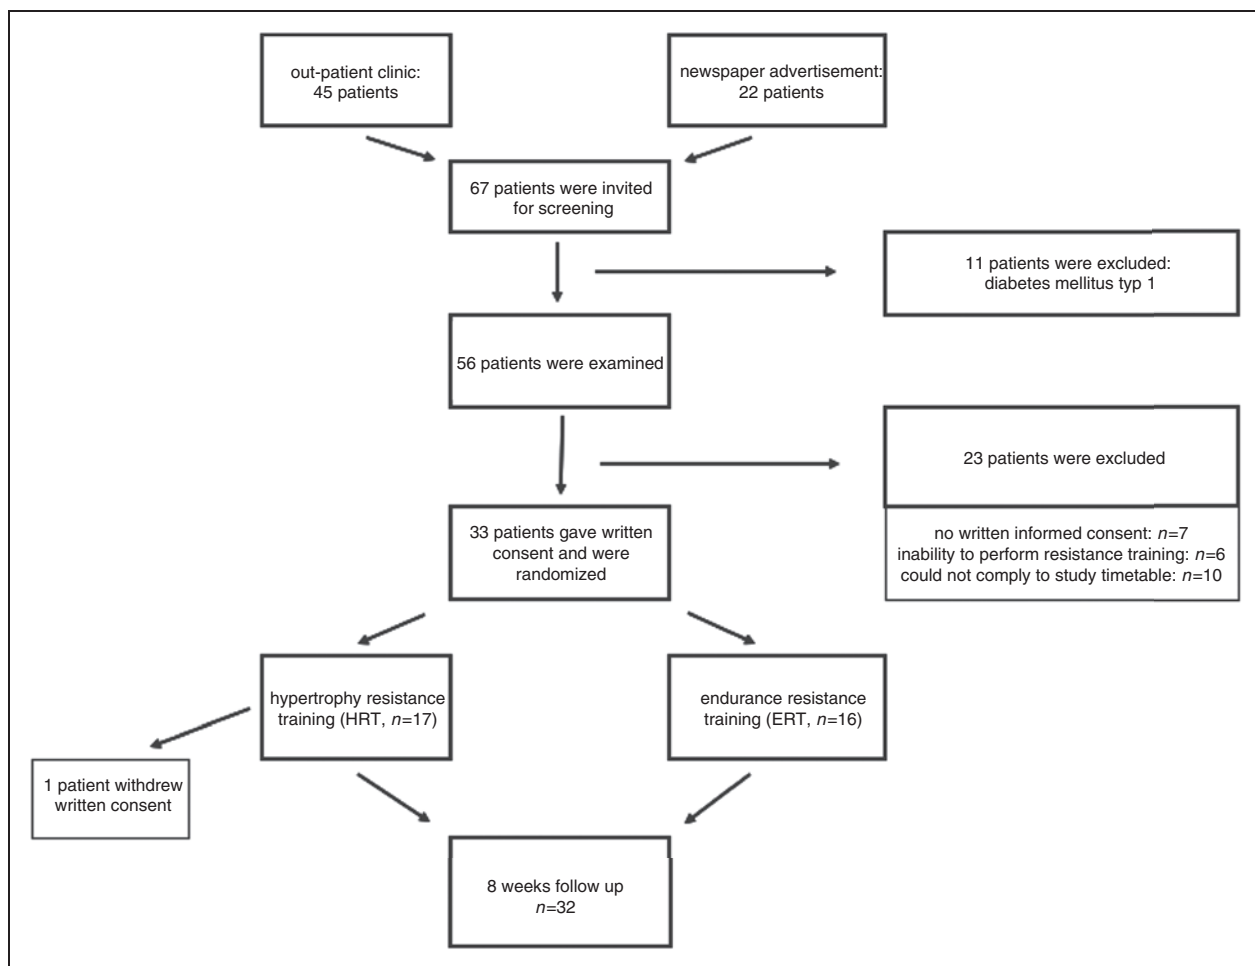 out-patient clinic:
45 patients
newspaper advertisement:
22 patients
67 patients were invited
for screening
11 patients were excluded:
diabetes mellitus typ 1
56 patients were examined
23 patients were excluded
33 patients gave written
consent and were
randomized
no written informed consent: n=7
inability to perform resistance training: n=6
could not comply to study timetable: n=10
hypertrophy resistance
training (HRT, n=17)
endurance resistance
training (ERT, n=16)
1 patient withdrew
written consent
8 weeks follow up
n=32